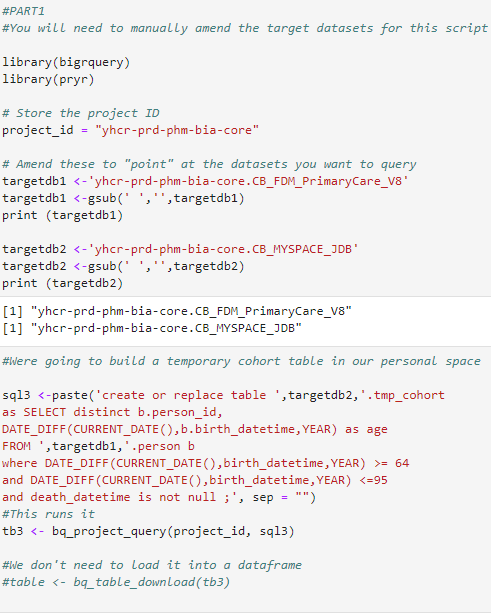 #PART1
#You will need to manually amend the target datasets for this script
library(bigrquery)
library(pryr)
# Store the project ID
project_id = "yhcr-prd-phm-bia-core"
# Amend these to "point" at the datasets you want to query
targetdb1 <-'yhcr-prd-phm-bia-core.CB_FDM_PrimaryCare_V8'
targetdb1 <-gsub(' ','',targetdb1)
print (targetdb1)
targetdb2 <-'yhcr-prd-phm-bia-core.CB_MYSPACE_JDB'
targetdb2 <-gsub(' ','',targetdb2)
print (targetdb2)
[1] "yhcr-prd-phm-bia-core.CB_FDM_PrimaryCare_V8"
[1] "yhcr-prd-phm-bia-core.CB_MYSPACE_JDB"
#Were going to build a temporary cohort table in our personal space
sql3 <-paste('create or replace table ',targetdb2,'.tmp_cohort
as SELECT distinct b.person_id,
DATE_DIFF(CURRENT_DATE(),b.birth_datetime,YEAR) as age
FROM ',targetdb1,'.person b
where DATE_DIFF(CURRENT_DATE(),birth_datetime,YEAR) >= 64
and DATE_DIFF(CURRENT_DATE(),birth_datetime,YEAR) <=95
and death_datetime is not null ;', sep = "")
#This runs it
tb3 <- bq_project_query(project_id, sql3)
#We don't need to load it into a dataframe
#table <- bq_table_download(tb3)